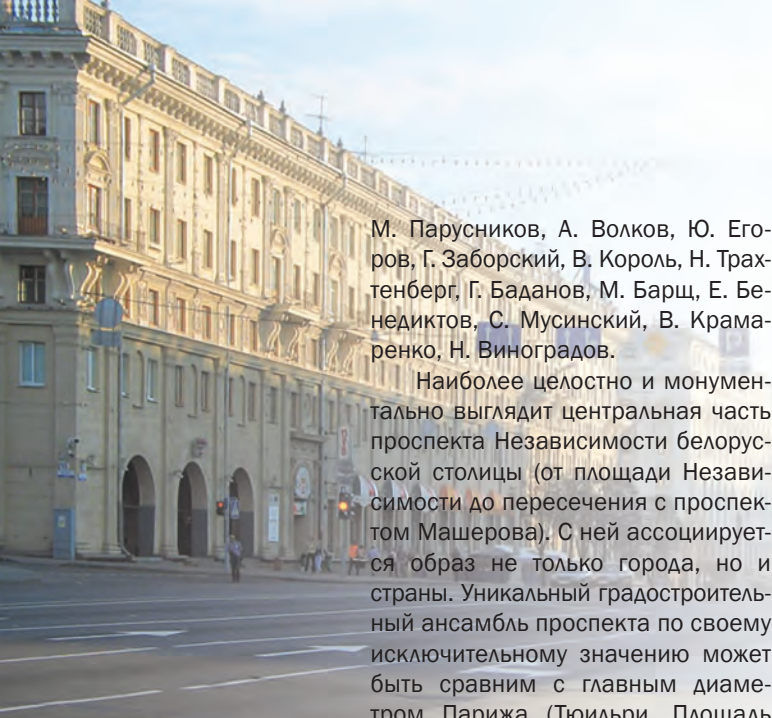 М. Парусников, А. Волков, Ю. Его-
ров, Г. Заборский, В. Король, Н. Трах-
тенберг, Г. Баданов, М. Барщ, Е. Бе-
недиктов, С. Мусинский, В. Крама-
ренко, Н. Виноградов.
Наиболее целостно и монумен-
тально выглядит центральная часть
проспекта Независимости белорус-
ской столицы (от площади Незави-
симости до пересечения с проспек-
том Машерова). С ней ассоциирует-
ся образ не только города, но и
страны. Уникальный градостроитель-
ный ансамбль проспекта по своему
исключительному значению может
быть сравним с главным диаме-
тром Парижа (Тюильри, Площадь